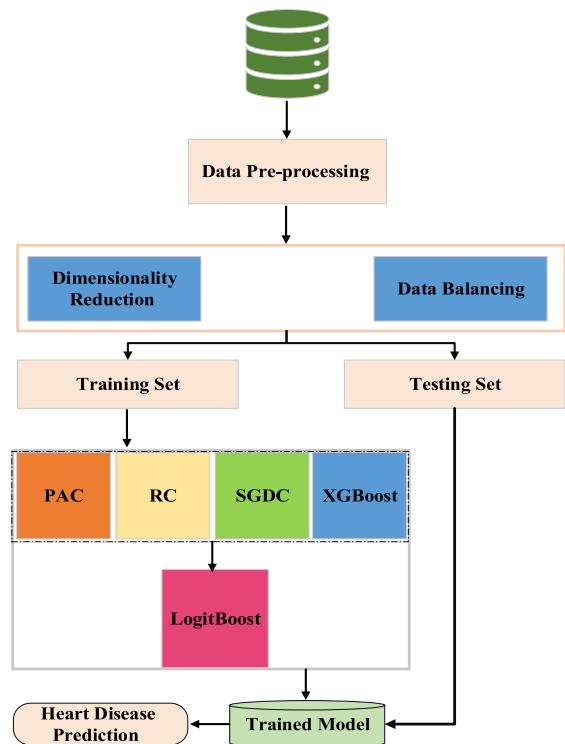 Data Pre-processing
Dimensionality
Reduction
Data Balancing
Training Set
Testing Set
PAC
RC
SGDC
XGBoost
LogitBoost
Heart Disease
Prediction
Trained Model